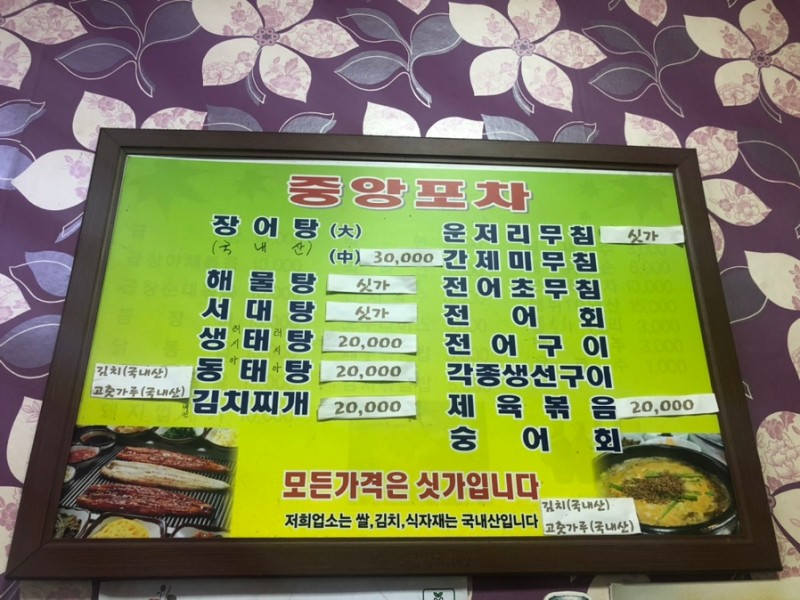 중앙포차
장어탕 (大)
(국내산)
(中) 30,000
해물탕 싯가
서대탕 싯가
생태탕 20,000
러시아
러시아
동태탕 20,000
김치찌개 20,000
김치(국내산)
고춧가루(국내산)
운저리무침 싯가
간제미무침
전어초무침
전어회
전어구이
각종생선구이
제육볶음 20,000
숭어회
모든가격은 싯가입니다
저희업소는 쌀,김치,식자재는 국내산입니다
김치(국내산)
고춧가루(국내산)